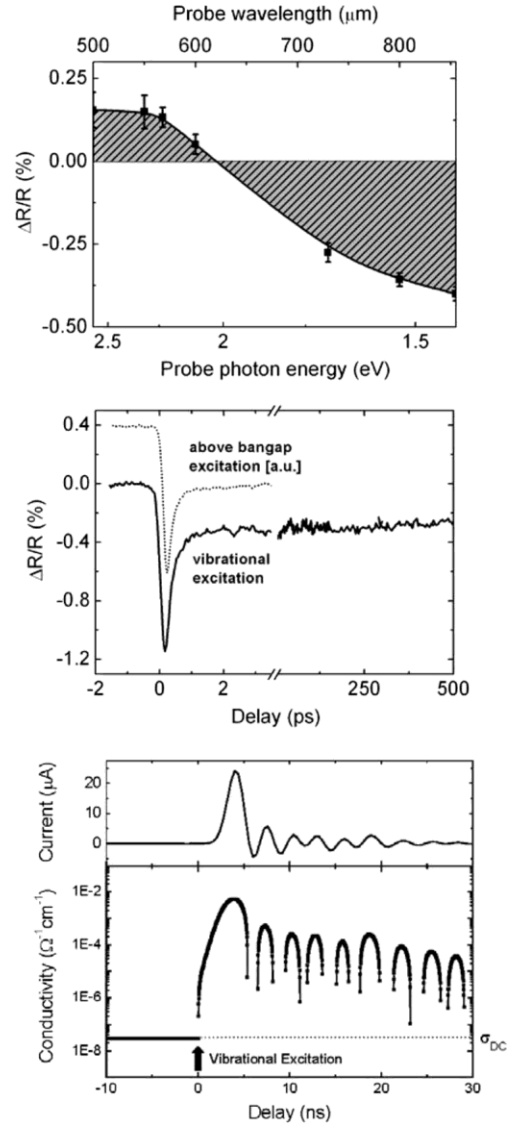 Probe wavelength (μm)
500 600 700 800
0.25
0.00
-0.25
-0.50
ΔR/R (%)
2.5 2 1.5
Probe photon energy (eV)
0.4
0.0
-0.4
-0.8
-1.2
ΔR/R (%)
above bangap
excitation [a.u.]
vibrational
excitation
-2 0 2 250 500
Delay (ps)
20
10
0
Current (μA)
1E-2
1E-4
1E-6
1E-8
Conductivity (Ω⁻¹cm⁻¹)
σDC
Vibrational Excitation
-10 0 10 20 30
Delay (ns)